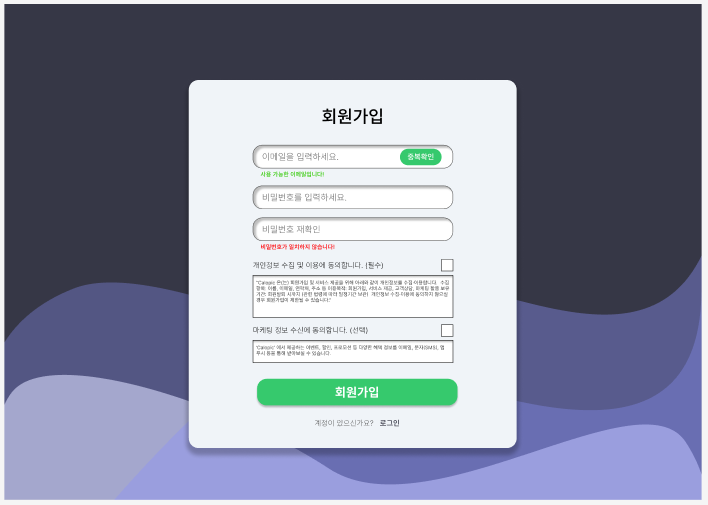 회원가입
이메일을 입력하세요.
중복확인
사용 가능한 이메일입니다!
비밀번호를 입력하세요.
비밀번호 재확인
비밀번호가 일치하지 않습니다!
개인정보 수집 및 이용에 동의합니다. (필수)
"Calopic 은(는) 회원가입 및 서비스 제공을 위해 아래와 같이 개인정보를 수집·이용합니다. 수집
항목: 이름, 이메일, 연락처, 주소 등 이용목적: 회원가입, 서비스 제공, 고객상담, 마케팅 활용 보유
기간: 회원탈퇴 시까지 (관련 법령에 따라 일정기간 보관) 개인정보 수집·이용에 동의하지 않으실
경우 회원가입이 제한될 수 있습니다."
마케팅 정보 수신에 동의합니다. (선택)
"Calopic" 에서 제공하는 이벤트, 할인, 프로모션 등 다양한 혜택 정보를 이메일, 문자(SMS), 앱
푸시 등을 통해 받아보실 수 있습니다.
회원가입
계정이 있으신가요? 로그인